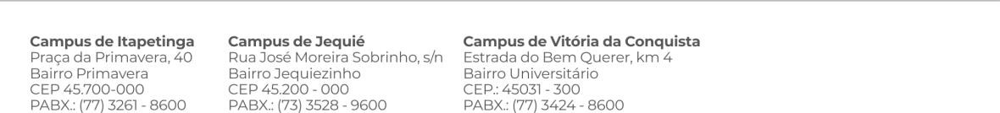 Campus de Itapetinga
Praça da Primavera, 40
Bairro Primavera
CEP 45.700-000
PABX.: (77) 3261 - 8600
Campus de Jequié
Rua José Moreira Sobrinho, s/n
Bairro Jequiezinho
CEP 45.200 - 000
PABX.: (73) 3528 - 9600
Campus de Vitória da Conquista
Estrada do Bem Querer, km 4
Bairro Universitário
CEP.: 45031 - 300
PABX.: (77) 3424 - 8600